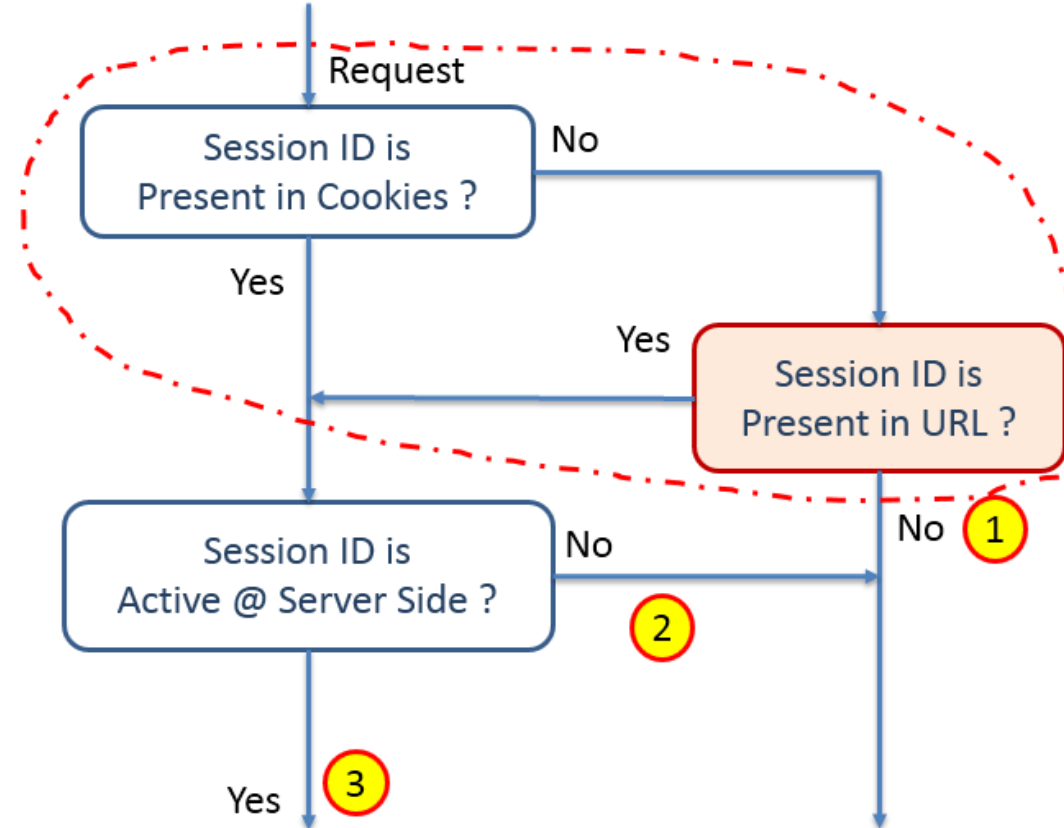 Request
Session ID is
Present in Cookies ?
No
Yes
Yes
Session ID is
Present in URL ?
No
1
Session ID is
Active @ Server Side ?
No
2
3
Yes